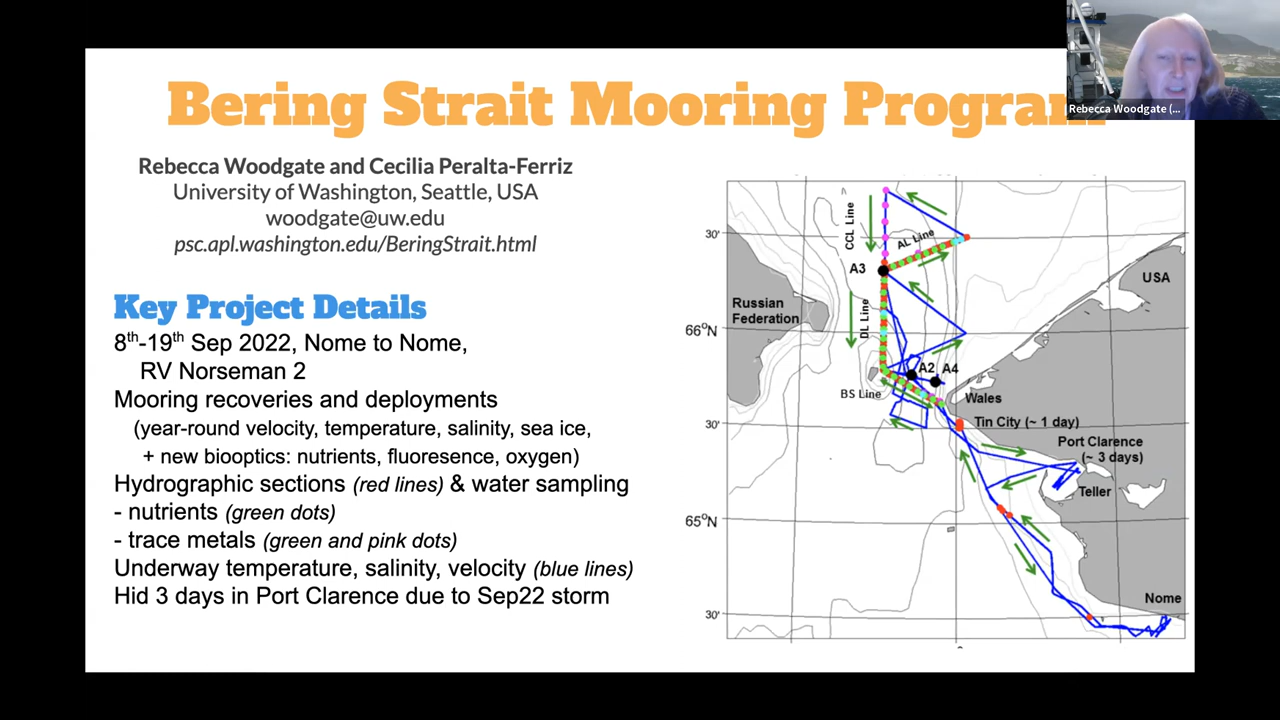 Bering Strait Mooring Program
Rebecca Woodgate (...
Rebecca Woodgate and Cecilia Peralta-Ferriz
University of Washington, Seattle, USA
woodgate@uw.edu
psc.apl.washington.edu/BeringStrait.html
Key Project Details
8th-19th Sep 2022, Nome to Nome,
RV Norseman 2
Mooring recoveries and deployments
(year-round velocity, temperature, salinity, sea ice,
+ new biooptics: nutrients, fluoresence, oxygen)
Hydrographic sections (red lines) & water sampling
- nutrients (green dots)
- trace metals (green and pink dots)
Underway temperature, salinity, velocity (blue lines)
Hid 3 days in Port Clarence due to Sep22 storm
CCL Line
30'
AL Line
A3
USA
Russian
Federation
DL Line
66°N
A2 A4
BS Line
Wales
30'
Tin City (~ 1 day)
Port Clarence
(~ 3 days)
Teller
65°N
Nome
30'